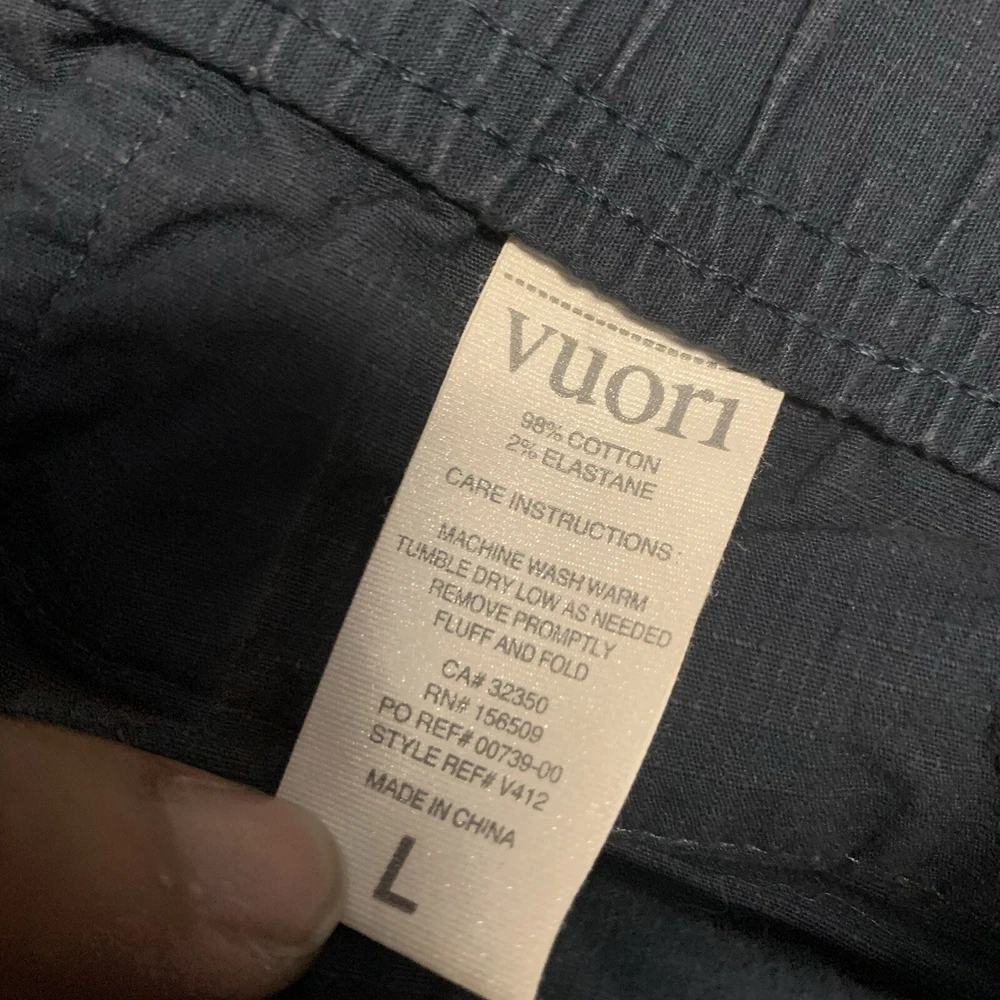 vuori
98% COTTON
2% ELASTANE
CARE INSTRUCTIONS:
MACHINE WASH WARM
TUMBLE DRY LOW AS NEEDED
REMOVE PROMPTLY
FLUFF AND FOLD
CA# 32350
RN# 156509
PO REF# 00739-00
STYLE REF# V412
MADE IN CHINA
L